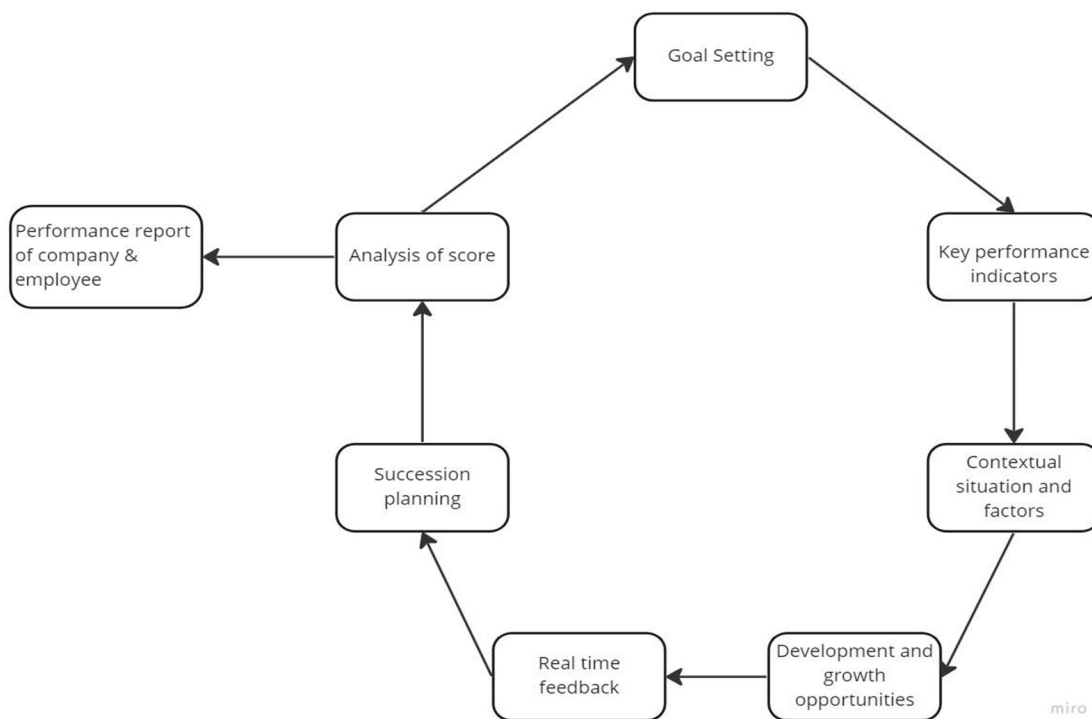 Goal Setting
Performance report
of company &
employee
Analysis of score
Key performance
indicators
Succession
planning
Contextual
situation and
factors
Real time
feedback
Development and
growth
opportunities
miro